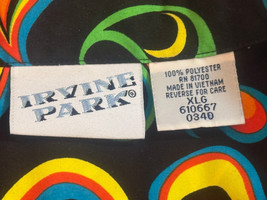 IRVINE
PARK®
100% POLYESTER
RN 81700
MADE IN VIETNAM
REVERSE FOR CARE
XLG
610667
0340